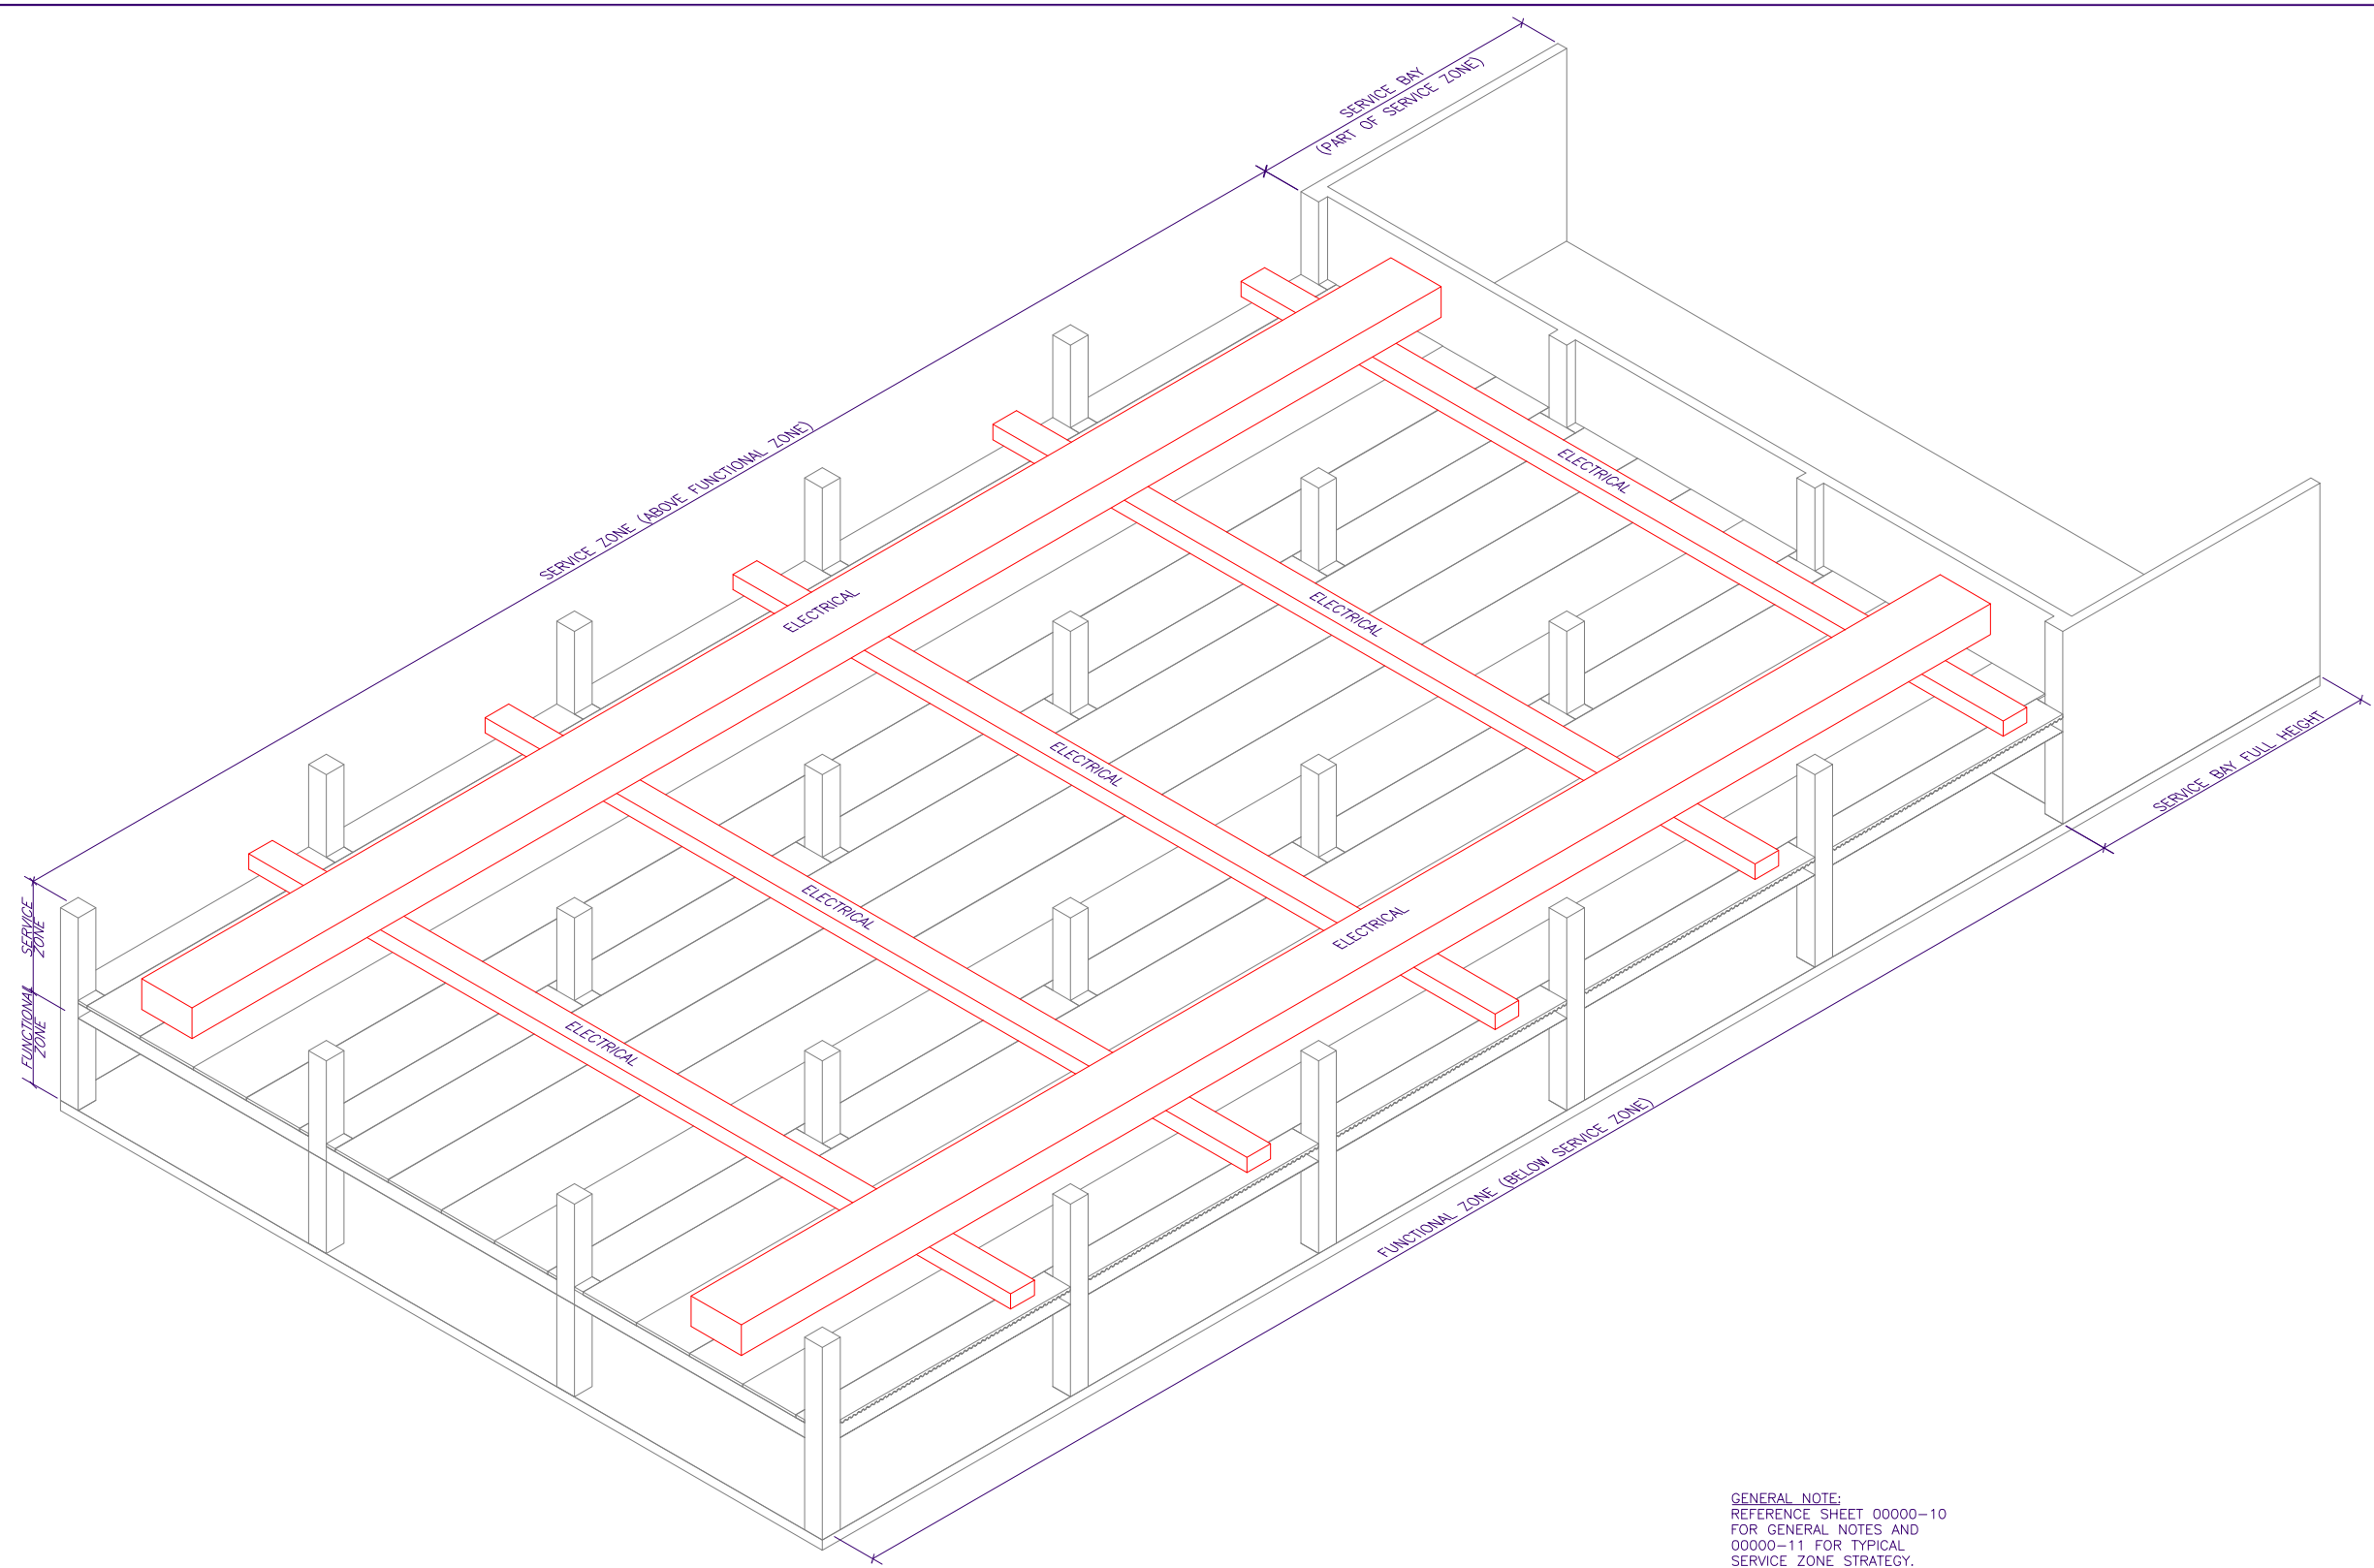 SERVICE BAY
(PART OF SERVICE ZONE)
SERVICE ZONE (ABOVE FUNCTIONAL ZONE)
ELECTRICAL
ELECTRICAL
ELECTRICAL
ELECTRICAL
ELECTRICAL
ELECTRICAL
ELECTRICAL
SERVICE
ZONE
FUNCTIONAL
ZONE
SERVICE BAY FULL HEIGHT
FUNCTIONAL ZONE (BELOW SERVICE ZONE)
GENERAL NOTE:
REFERENCE SHEET 00000-10
FOR GENERAL NOTES AND
00000-11 FOR TYPICAL
SERVICE ZONE STRATEGY.